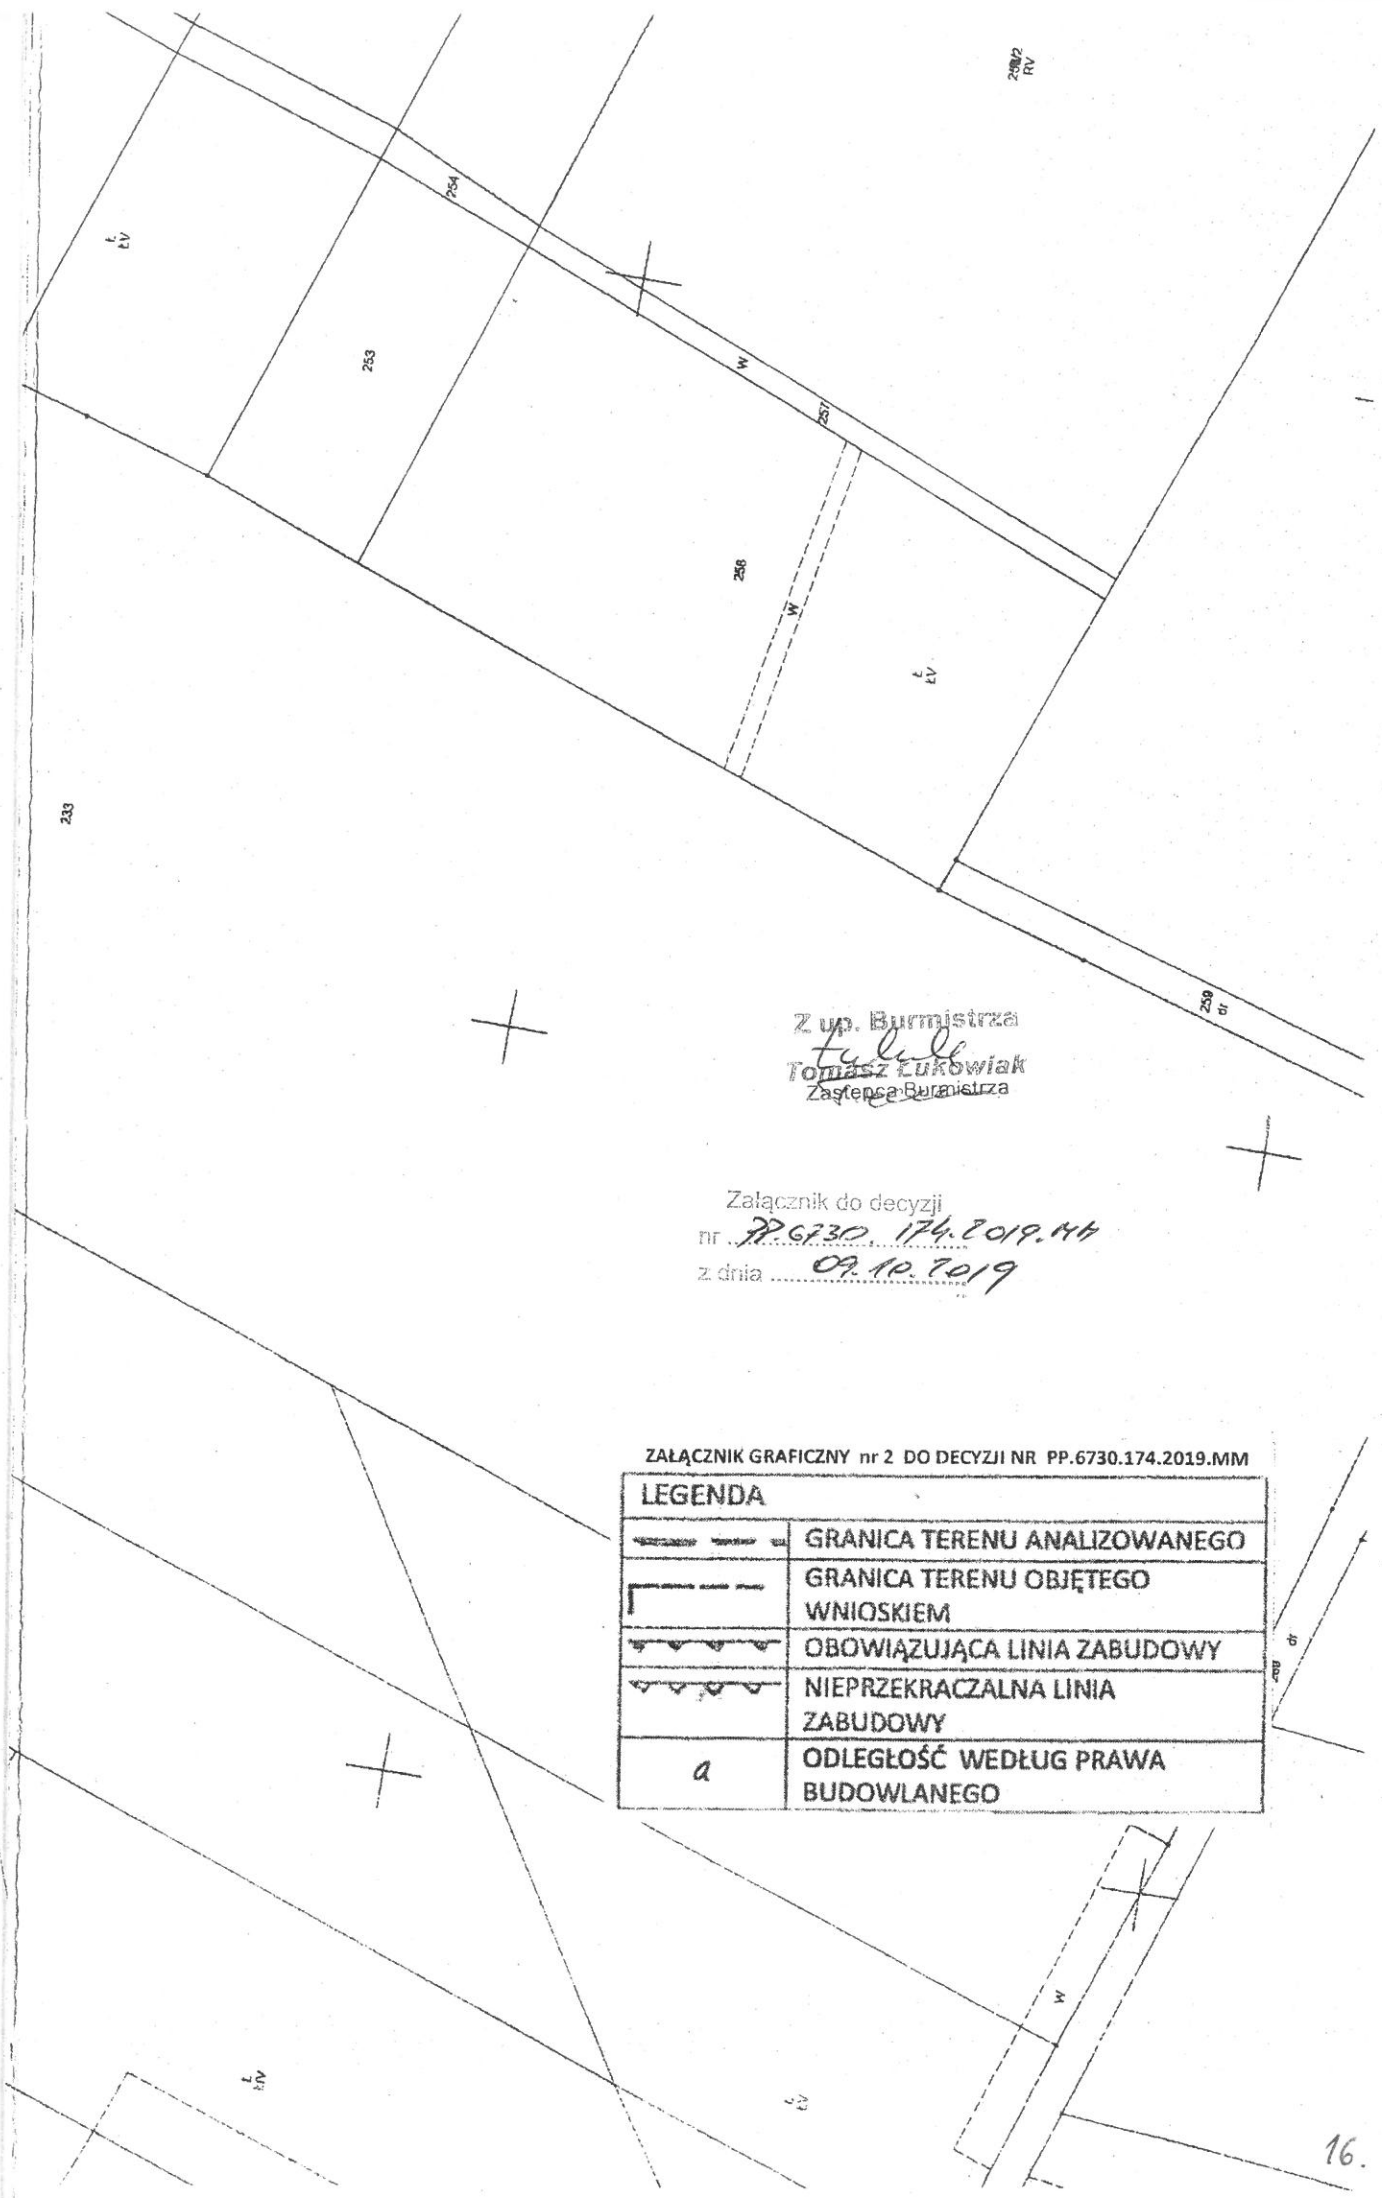 RV
254
Ł
ŁV
253
W
257
258
W
Ł
ŁV
233
259
dr
Z up. Burmistrza
Tomasz Łukowiak
Zastępca Burmistrza
Załącznik do decyzji
nr PP.6730. 174.2019.MM
z dnia 09.10.2019
ZAŁĄCZNIK GRAFICZNY nr 2 DO DECYZJI NR PP.6730.174.2019.MM
LEGENDA
GRANICA TERENU ANALIZOWANEGO
GRANICA TERENU OBJĘTEGO
WNIOSKIEM
OBOWIĄZUJĄCA LINIA ZABUDOWY
NIEPRZEKRACZALNA LINIA
ZABUDOWY
a
ODLEGŁOŚĆ WEDŁUG PRAWA
BUDOWLANEGO
dr
W
Ł
ŁIV
Ł
ŁV
16.